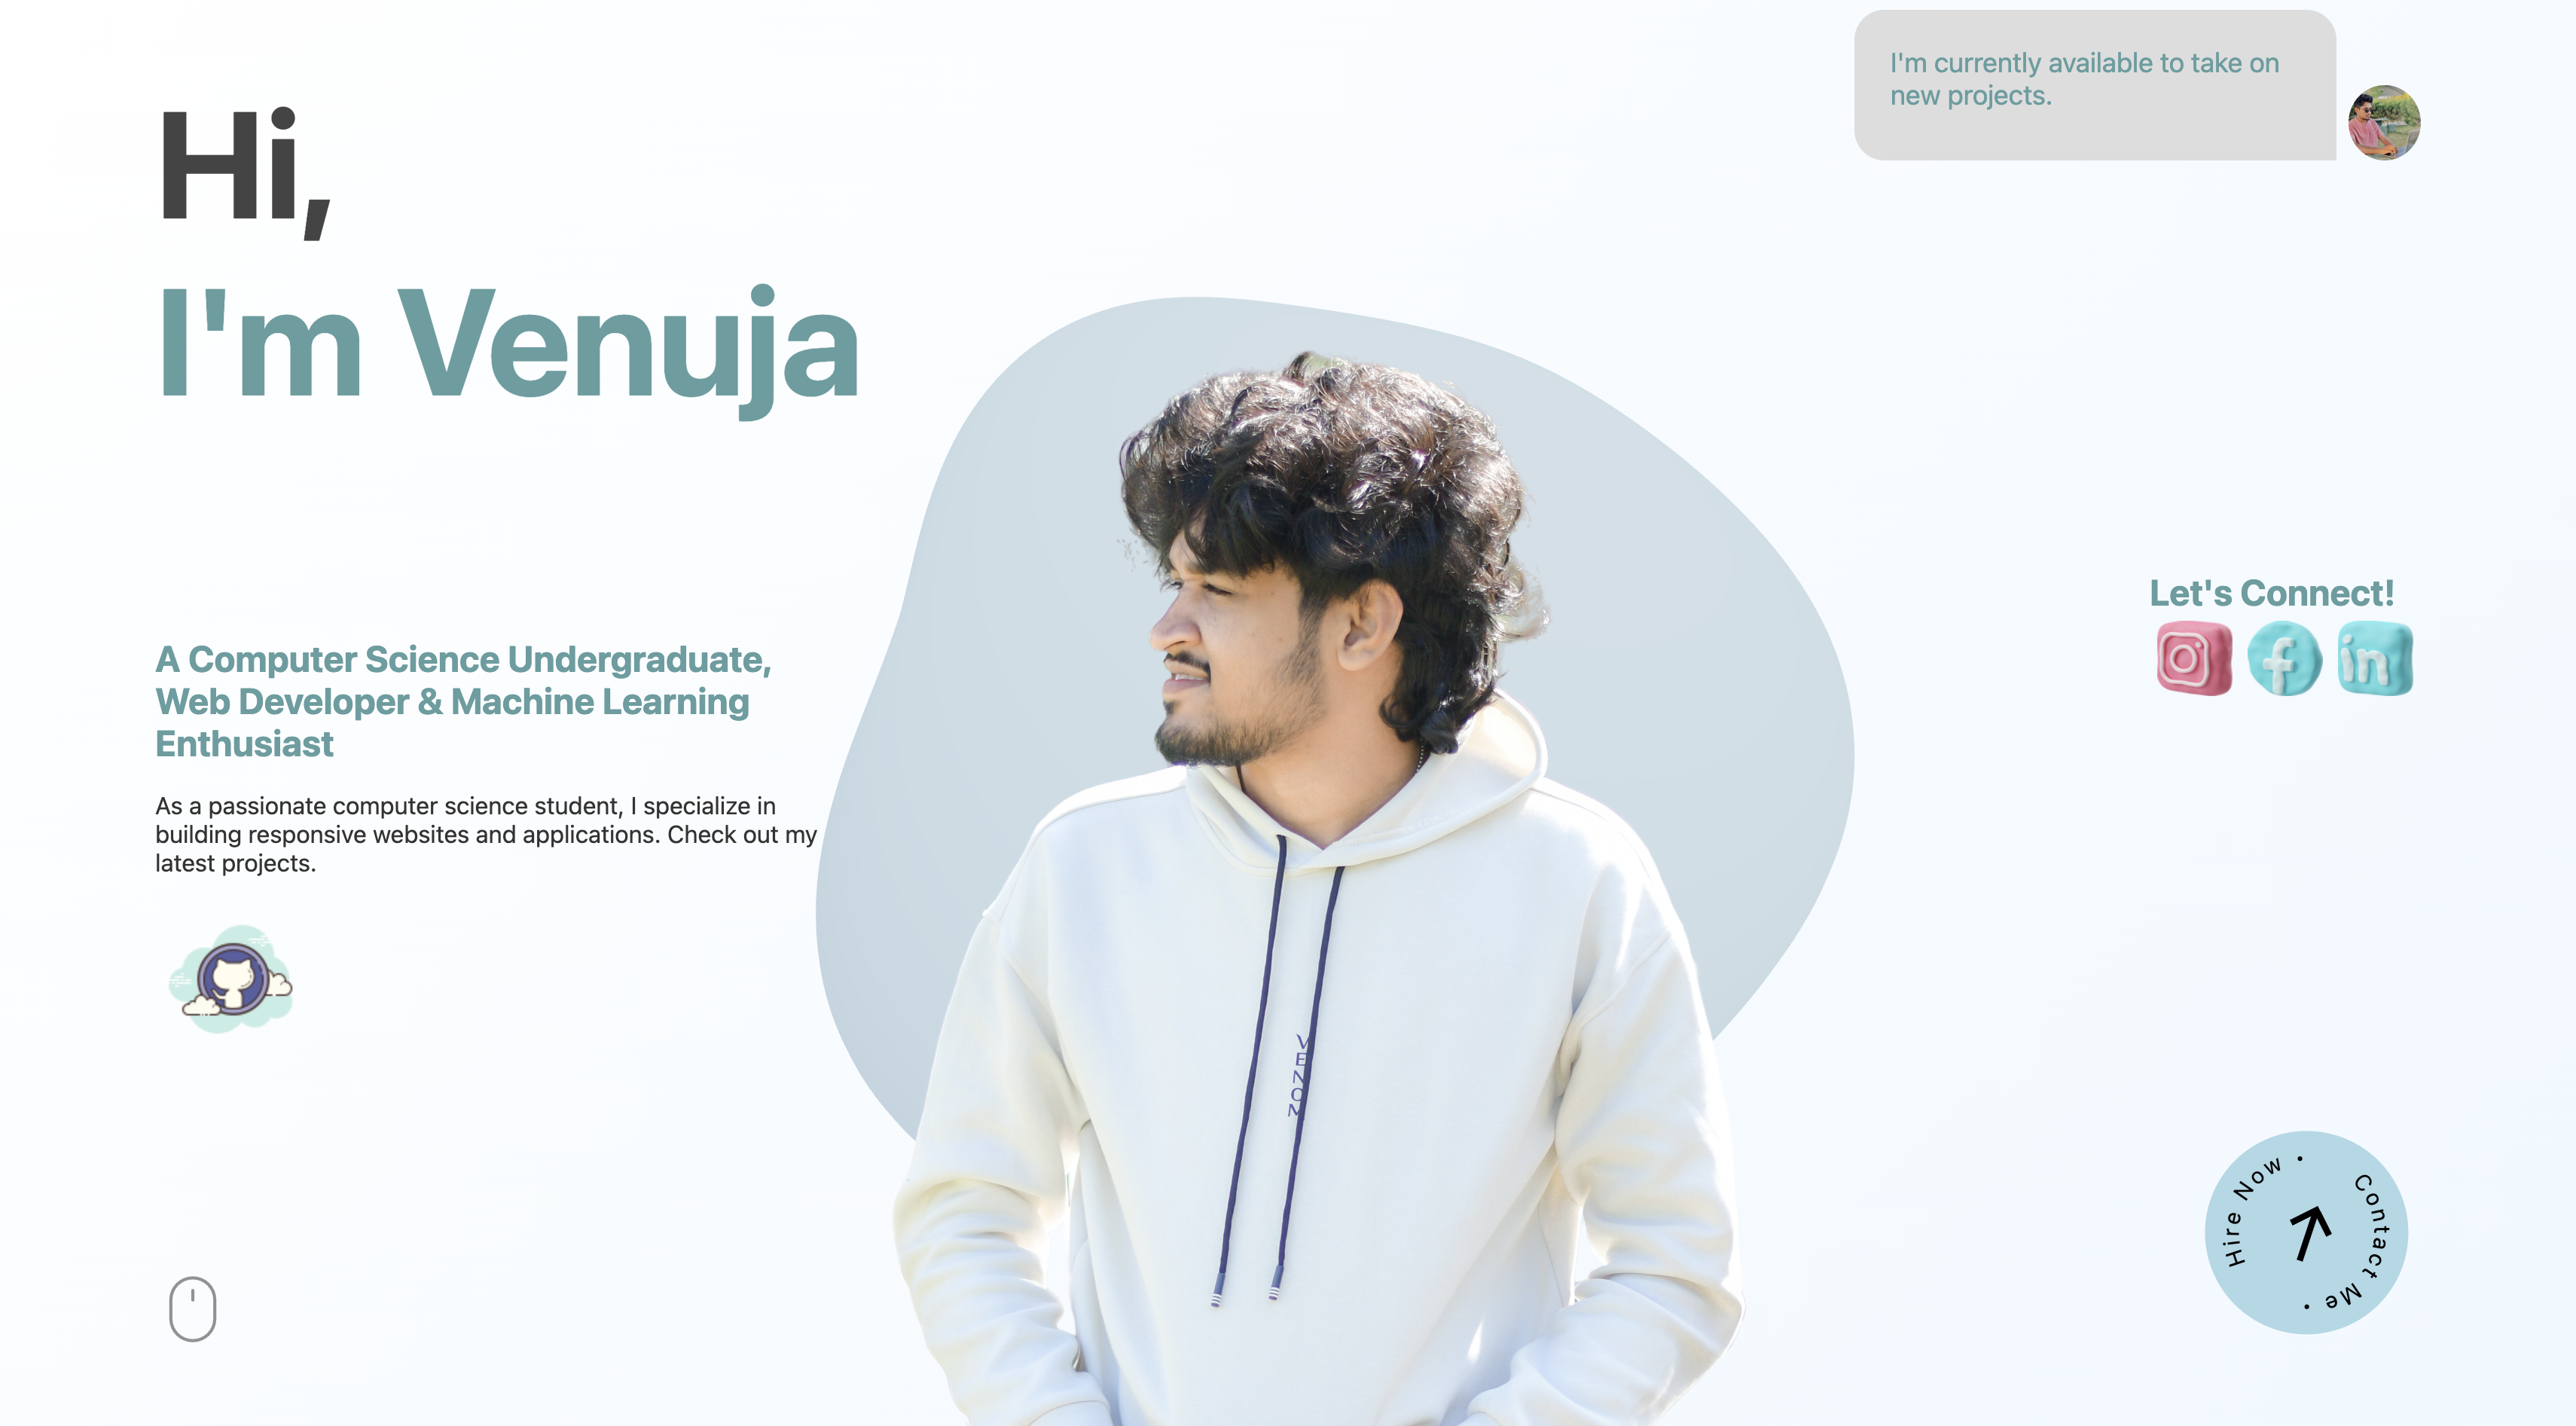 I'm currently available to take on
new projects.
Hi,
I'm Venuja
A Computer Science Undergraduate,
Web Developer & Machine Learning
Enthusiast
As a passionate computer science student, I specialize in
building responsive websites and applications. Check out my
latest projects.
Let's Connect!
f
in
VENOM
Hire Now •
Contact Me •